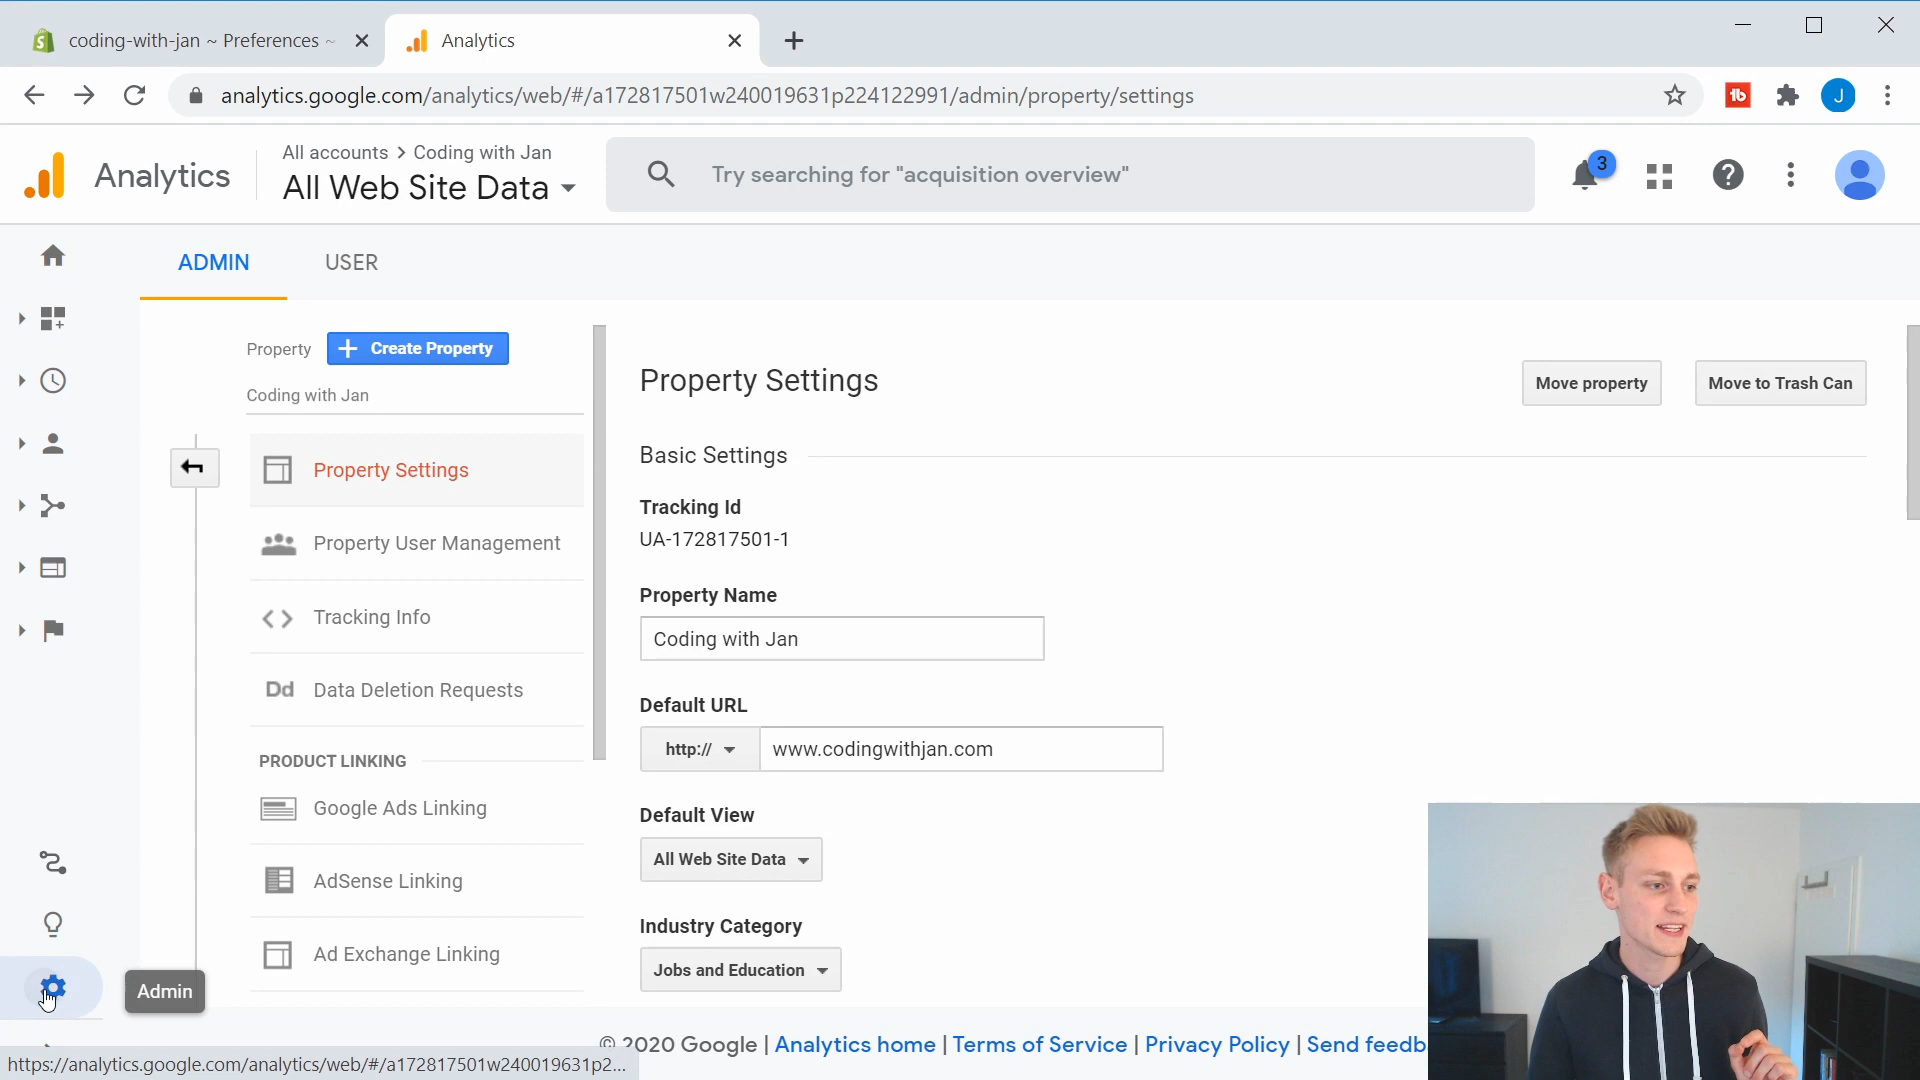 coding-with-jan ~ Preferences ~
Analytics
analytics.google.com/analytics/web/#/a172817501w240019631p224122991/admin/property/settings
tb
J
Analytics
All accounts > Coding with Jan
All Web Site Data
Try searching for "acquisition overview"
3
ADMIN
USER
Property
Create Property
Coding with Jan
Property Settings
Property User Management
Tracking Info
Dd Data Deletion Requests
PRODUCT LINKING
Google Ads Linking
AdSense Linking
Ad Exchange Linking
Property Settings
Move property
Move to Trash Can
Basic Settings
Tracking Id
UA-172817501-1
Property Name
Coding with Jan
Default URL
http://
www.codingwithjan.com
Default View
All Web Site Data
Industry Category
Jobs and Education
Admin
© 2020 Google | Analytics home | Terms of Service | Privacy Policy | Send feedb
https://analytics.google.com/analytics/web/#/a172817501w240019631p2...